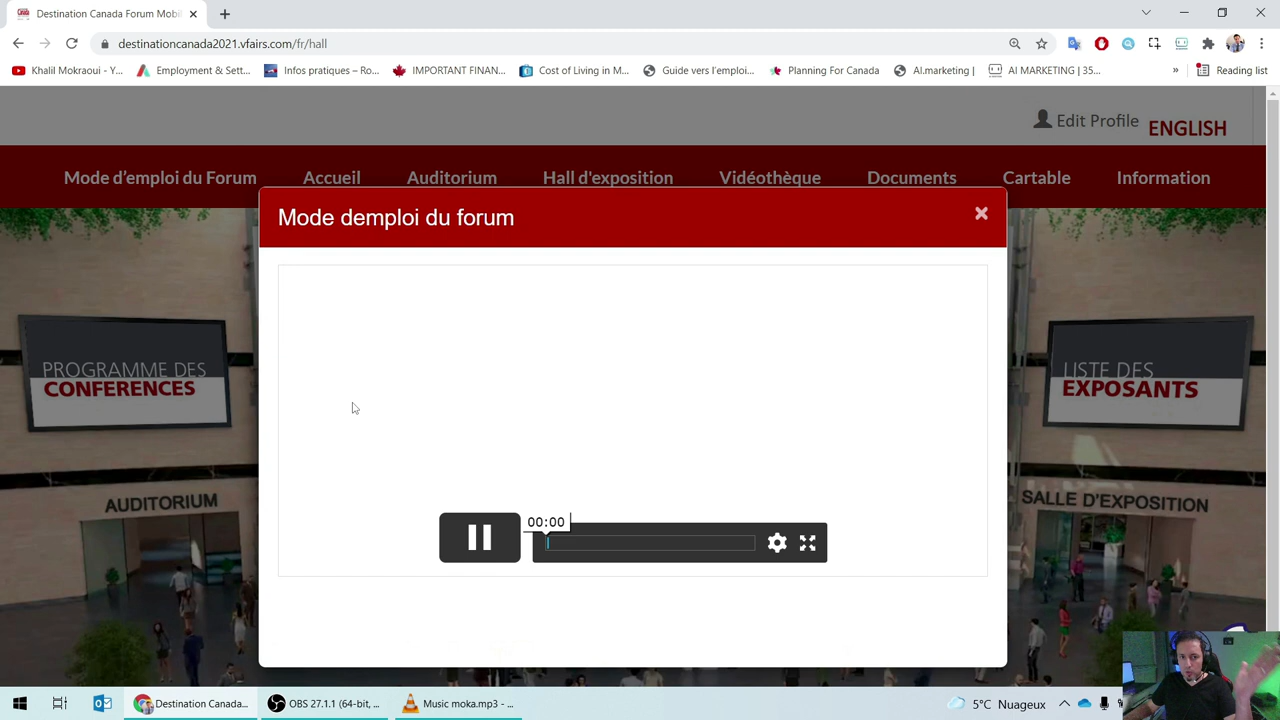 Destination Canada Forum Mobil
destinationcanada2021.vfairs.com/fr/hall
Khalil Mokraoui - Y...
Employment & Sett...
Infos pratiques – Ro...
IMPORTANT FINAN...
Cost of Living in M...
Guide vers l'emploi...
Planning For Canada
AI.marketing |
AI MARKETING | 35...
»
Reading list
Edit Profile
ENGLISH
Mode d'emploi du Forum
Accueil
Auditorium
Hall d'exposition
Vidéothèque
Documents
Cartable
Information
Mode demploi du forum
PROGRAMME DES
CONFERENCES
LISTE DES
EXPOSANTS
AUDITORIUM
SALLE D'EXPOSITION
00:00
Destination Canada...
OBS 27.1.1 (64-bit, ...
Music moka.mp3 - ...
5°C Nuageux